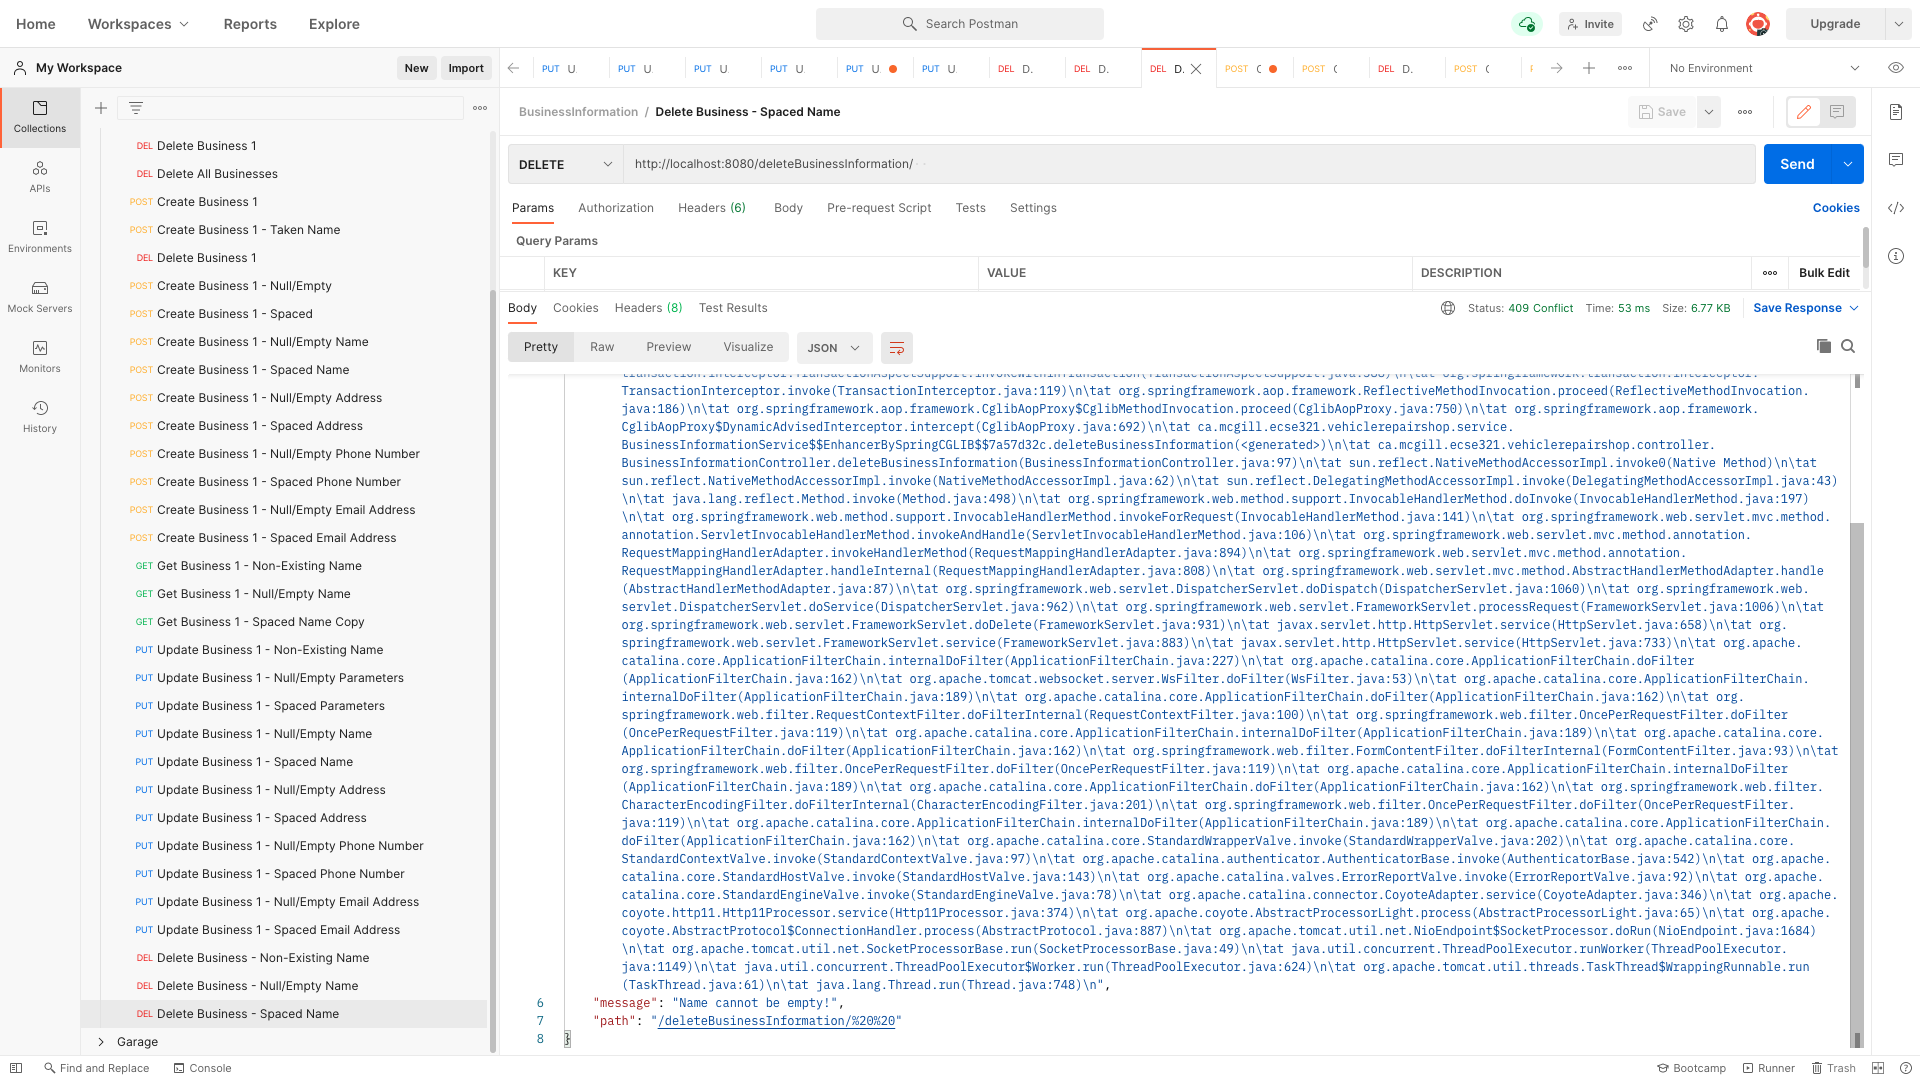 Home
Workspaces
Reports
Explore
Search Postman
Invite
Upgrade
My Workspace
New
Import
PUT U
PUT U
PUT U
PUT U
PUT U
PUT U
DEL D.
DEL D.
DEL D.
POST
POST
DEL D.
POST
No Environment
Collections
APIs
Environments
Mock Servers
Monitors
History
DEL Delete Business 1
DEL Delete All Businesses
POST Create Business 1
POST Create Business 1 - Taken Name
DEL Delete Business 1
POST Create Business 1 - Null/Empty
POST Create Business 1 - Spaced
POST Create Business 1 - Null/Empty Name
POST Create Business 1 - Spaced Name
POST Create Business 1 - Null/Empty Address
POST Create Business 1 - Spaced Address
POST Create Business 1 - Null/Empty Phone Number
POST Create Business 1 - Spaced Phone Number
POST Create Business 1 - Null/Empty Email Address
POST Create Business 1 - Spaced Email Address
GET Get Business 1 - Non-Existing Name
GET Get Business 1 - Null/Empty Name
GET Get Business 1 - Spaced Name Copy
PUT Update Business 1 - Non-Existing Name
PUT Update Business 1 - Null/Empty Parameters
PUT Update Business 1 - Spaced Parameters
PUT Update Business 1 - Null/Empty Name
PUT Update Business 1 - Spaced Name
PUT Update Business 1 - Null/Empty Address
PUT Update Business 1 - Spaced Address
PUT Update Business 1 - Null/Empty Phone Number
PUT Update Business 1 - Spaced Phone Number
PUT Update Business 1 - Null/Empty Email Address
PUT Update Business 1 - Spaced Email Address
DEL Delete Business - Non-Existing Name
DEL Delete Business - Null/Empty Name
DEL Delete Business - Spaced Name
Garage
BusinessInformation / Delete Business - Spaced Name
Save
DELETE
http://localhost:8080/deleteBusinessInformation/
Send
Params
Authorization
Headers (6)
Body
Pre-request Script
Tests
Settings
Cookies
Query Params
KEY
VALUE
DESCRIPTION
Bulk Edit
Body
Cookies
Headers (8)
Test Results
Status: 409 Conflict
Time: 53 ms
Size: 6.77 KB
Save Response
Pretty
Raw
Preview
Visualize
JSON
transaction.interceptor.TransactionAspectSupport.invokeWithinTransaction(TransactionAspectSupport.java:388)\n\tat org.springframework.transaction.interceptor.
TransactionInterceptor.invoke(TransactionInterceptor.java:119)\n\tat org.springframework.aop.framework.ReflectiveMethodInvocation.proceed(ReflectiveMethodInvocation.
java:186)\n\tat org.springframework.aop.framework.CglibAopProxy$CglibMethodInvocation.proceed(CglibAopProxy.java:750)\n\tat org.springframework.aop.framework.
CglibAopProxy$DynamicAdvisedInterceptor.intercept(CglibAopProxy.java:692)\n\tat ca.mcgill.ecse321.vehiclerepairshop.service.
BusinessInformationService$$EnhancerBySpringCGLIB$$7a57d32c.deleteBusinessInformation(<generated>)\n\tat ca.mcgill.ecse321.vehiclerepairshop.controller.
BusinessInformationController.deleteBusinessInformation(BusinessInformationController.java:97)\n\tat sun.reflect.NativeMethodAccessorImpl.invoke0(Native Method)\n\tat
sun.reflect.NativeMethodAccessorImpl.invoke(NativeMethodAccessorImpl.java:62)\n\tat sun.reflect.DelegatingMethodAccessorImpl.invoke(DelegatingMethodAccessorImpl.java:43)
\n\tat java.lang.reflect.Method.invoke(Method.java:498)\n\tat org.springframework.web.method.support.InvocableHandlerMethod.doInvoke(InvocableHandlerMethod.java:197)
\n\tat org.springframework.web.method.support.InvocableHandlerMethod.invokeForRequest(InvocableHandlerMethod.java:141)\n\tat org.springframework.web.servlet.mvc.method.
annotation.ServletInvocableHandlerMethod.invokeAndHandle(ServletInvocableHandlerMethod.java:106)\n\tat org.springframework.web.servlet.mvc.method.annotation.
RequestMappingHandlerAdapter.invokeHandlerMethod(RequestMappingHandlerAdapter.java:894)\n\tat org.springframework.web.servlet.mvc.method.annotation.
RequestMappingHandlerAdapter.handleInternal(RequestMappingHandlerAdapter.java:808)\n\tat org.springframework.web.servlet.mvc.method.AbstractHandlerMethodAdapter.handle
(AbstractHandlerMethodAdapter.java:87)\n\tat org.springframework.web.servlet.DispatcherServlet.doDispatch(DispatcherServlet.java:1060)\n\tat org.springframework.web.
servlet.DispatcherServlet.doService(DispatcherServlet.java:962)\n\tat org.springframework.web.servlet.FrameworkServlet.processRequest(FrameworkServlet.java:1006)\n\tat
org.springframework.web.servlet.FrameworkServlet.doDelete(FrameworkServlet.java:931)\n\tat javax.servlet.http.HttpServlet.service(HttpServlet.java:658)\n\tat org.
springframework.web.servlet.FrameworkServlet.service(FrameworkServlet.java:883)\n\tat javax.servlet.http.HttpServlet.service(HttpServlet.java:733)\n\tat org.apache.
catalina.core.ApplicationFilterChain.internalDoFilter(ApplicationFilterChain.java:227)\n\tat org.apache.catalina.core.ApplicationFilterChain.doFilter
(ApplicationFilterChain.java:162)\n\tat org.apache.tomcat.websocket.server.WsFilter.doFilter(WsFilter.java:53)\n\tat org.apache.catalina.core.ApplicationFilterChain.
internalDoFilter(ApplicationFilterChain.java:189)\n\tat org.apache.catalina.core.ApplicationFilterChain.doFilter(ApplicationFilterChain.java:162)\n\tat org.
springframework.web.filter.RequestContextFilter.doFilterInternal(RequestContextFilter.java:100)\n\tat org.springframework.web.filter.OncePerRequestFilter.doFilter
(OncePerRequestFilter.java:119)\n\tat org.apache.catalina.core.ApplicationFilterChain.internalDoFilter(ApplicationFilterChain.java:189)\n\tat org.apache.catalina.core.
ApplicationFilterChain.doFilter(ApplicationFilterChain.java:162)\n\tat org.springframework.web.filter.FormContentFilter.doFilterInternal(FormContentFilter.java:93)\n\tat
org.springframework.web.filter.OncePerRequestFilter.doFilter(OncePerRequestFilter.java:119)\n\tat org.apache.catalina.core.ApplicationFilterChain.internalDoFilter
(ApplicationFilterChain.java:189)\n\tat org.apache.catalina.core.ApplicationFilterChain.doFilter(ApplicationFilterChain.java:162)\n\tat org.springframework.web.filter.
CharacterEncodingFilter.doFilterInternal(CharacterEncodingFilter.java:201)\n\tat org.springframework.web.filter.OncePerRequestFilter.doFilter(OncePerRequestFilter.
java:119)\n\tat org.apache.catalina.core.ApplicationFilterChain.internalDoFilter(ApplicationFilterChain.java:189)\n\tat org.apache.catalina.core.ApplicationFilterChain.
doFilter(ApplicationFilterChain.java:162)\n\tat org.apache.catalina.core.StandardWrapperValve.invoke(StandardWrapperValve.java:202)\n\tat org.apache.catalina.core.
StandardContextValve.invoke(StandardContextValve.java:97)\n\tat org.apache.catalina.authenticator.AuthenticatorBase.invoke(AuthenticatorBase.java:542)\n\tat org.apache.
catalina.core.StandardHostValve.invoke(StandardHostValve.java:143)\n\tat org.apache.catalina.valves.ErrorReportValve.invoke(ErrorReportValve.java:92)\n\tat org.apache.
catalina.core.StandardEngineValve.invoke(StandardEngineValve.java:78)\n\tat org.apache.catalina.connector.CoyoteAdapter.service(CoyoteAdapter.java:346)\n\tat org.apache.
coyote.http11.Http11Processor.service(Http11Processor.java:374)\n\tat org.apache.coyote.AbstractProcessorLight.process(AbstractProcessorLight.java:65)\n\tat org.apache.
coyote.AbstractProtocol$ConnectionHandler.process(AbstractProtocol.java:887)\n\tat org.apache.tomcat.util.net.NioEndpoint$SocketProcessor.doRun(NioEndpoint.java:1684)
\n\tat org.apache.tomcat.util.net.SocketProcessorBase.run(SocketProcessorBase.java:49)\n\tat java.util.concurrent.ThreadPoolExecutor.runWorker(ThreadPoolExecutor.
java:1149)\n\tat java.util.concurrent.ThreadPoolExecutor$Worker.run(ThreadPoolExecutor.java:624)\n\tat org.apache.tomcat.util.threads.TaskThread$WrappingRunnable.run
(TaskThread.java:61)\n\tat java.lang.Thread.run(Thread.java:748)\n",
6 "message": "Name cannot be empty!",
7 "path": "/deleteBusinessInformation/%20%20"
8 }
Find and Replace
Console
Bootcamp
Runner
Trash